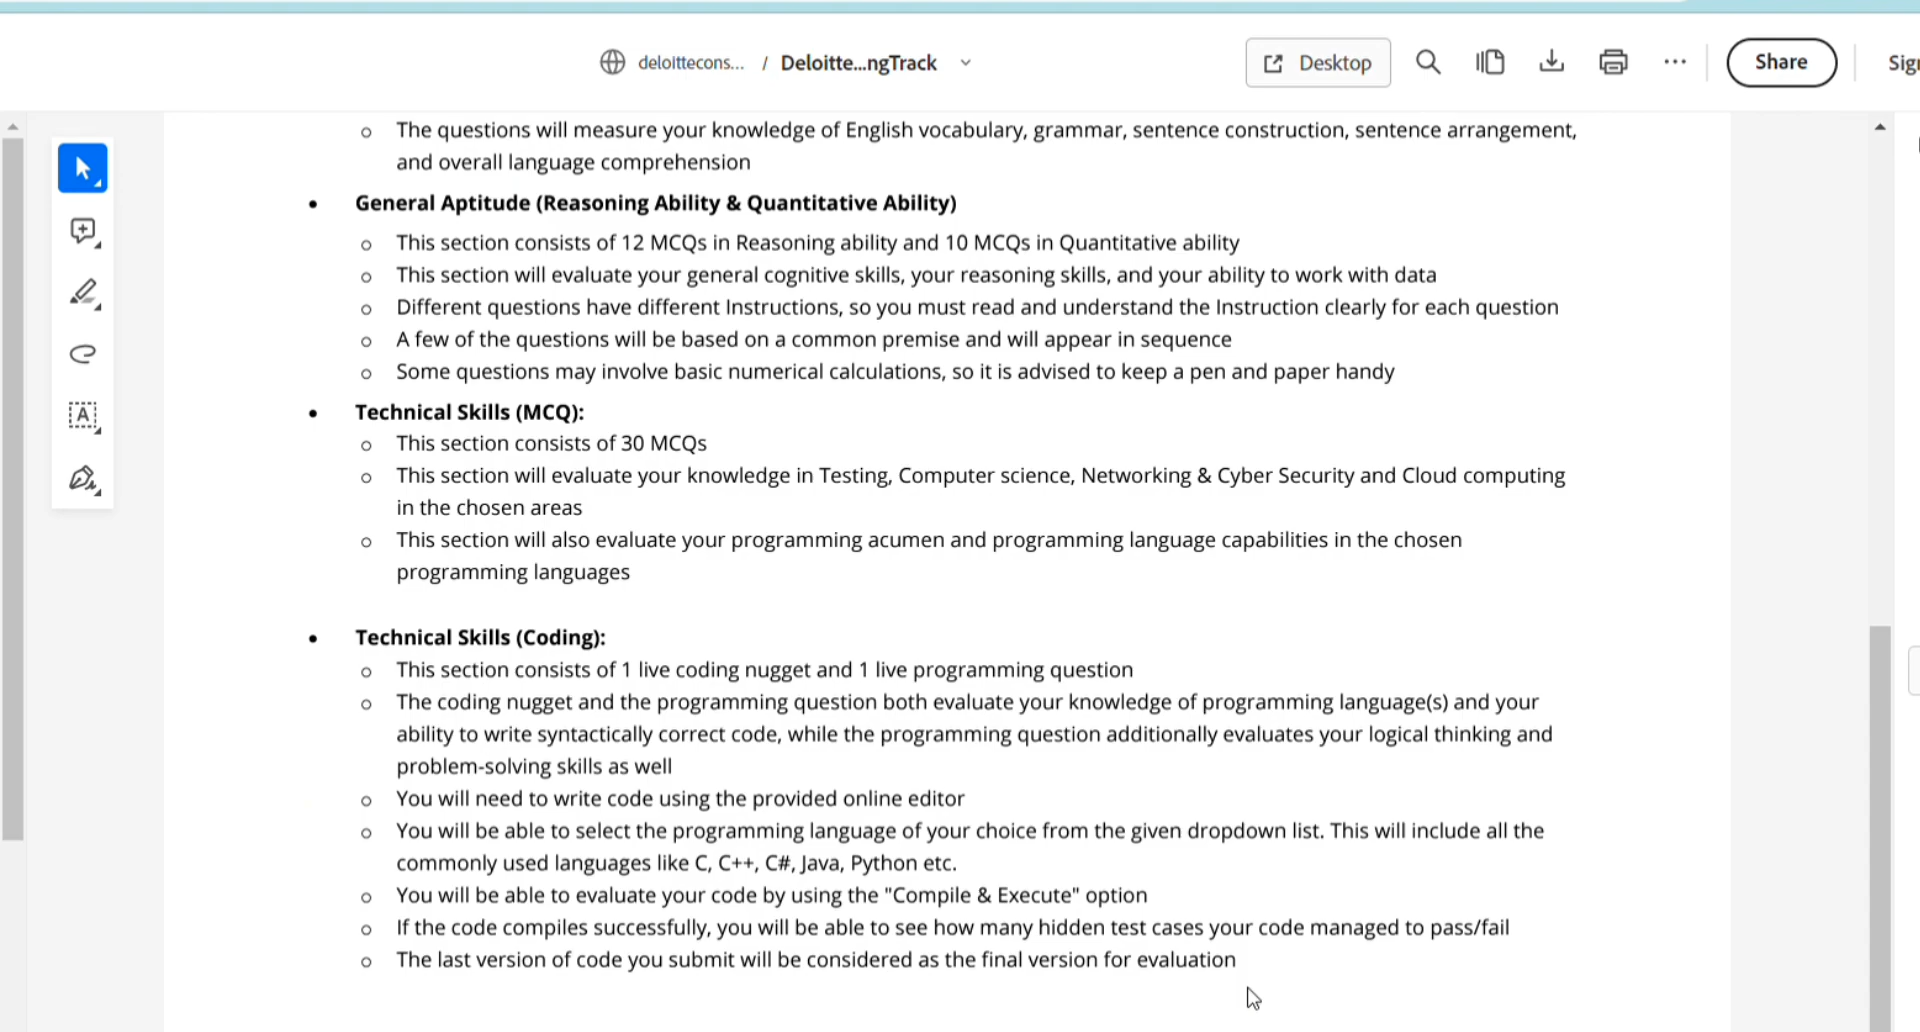 deloittecons... / Deloitte...ngTrack
Desktop
Share
Sig
o The questions will measure your knowledge of English vocabulary, grammar, sentence construction, sentence arrangement,
and overall language comprehension
• General Aptitude (Reasoning Ability & Quantitative Ability)
o This section consists of 12 MCQs in Reasoning ability and 10 MCQs in Quantitative ability
o This section will evaluate your general cognitive skills, your reasoning skills, and your ability to work with data
o Different questions have different Instructions, so you must read and understand the Instruction clearly for each question
o A few of the questions will be based on a common premise and will appear in sequence
o Some questions may involve basic numerical calculations, so it is advised to keep a pen and paper handy
• Technical Skills (MCQ):
o This section consists of 30 MCQs
o This section will evaluate your knowledge in Testing, Computer science, Networking & Cyber Security and Cloud computing
in the chosen areas
o This section will also evaluate your programming acumen and programming language capabilities in the chosen
programming languages
• Technical Skills (Coding):
o This section consists of 1 live coding nugget and 1 live programming question
o The coding nugget and the programming question both evaluate your knowledge of programming language(s) and your
ability to write syntactically correct code, while the programming question additionally evaluates your logical thinking and
problem-solving skills as well
o You will need to write code using the provided online editor
o You will be able to select the programming language of your choice from the given dropdown list. This will include all the
commonly used languages like C, C++, C#, Java, Python etc.
o You will be able to evaluate your code by using the "Compile & Execute" option
o If the code compiles successfully, you will be able to see how many hidden test cases your code managed to pass/fail
o The last version of code you submit will be considered as the final version for evaluation